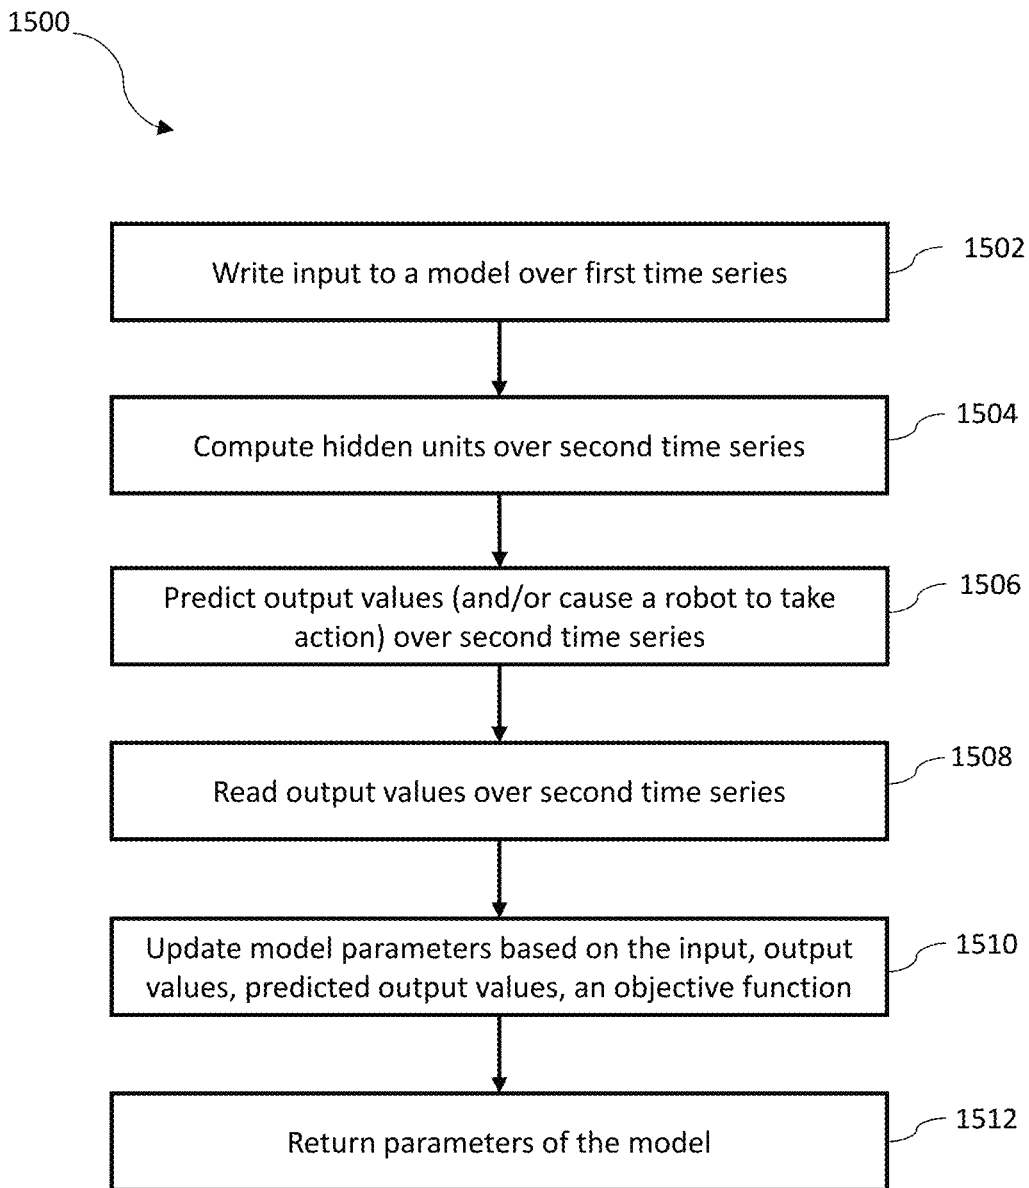 1500
Write input to a model over first time series
1502
Compute hidden units over second time series
1504
Predict output values (and/or cause a robot to take
action) over second time series
1506
Read output values over second time series
1508
Update model parameters based on the input, output
values, predicted output values, an objective function
1510
Return parameters of the model
1512